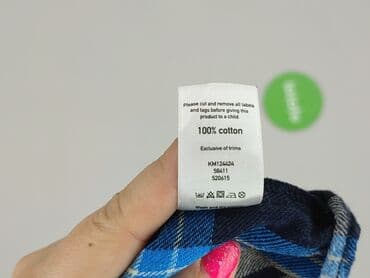 Please cut and remove all labels
and tags before giving this
product to a child.
100% cotton
Exclusive of trims
KM124424
58411
520615